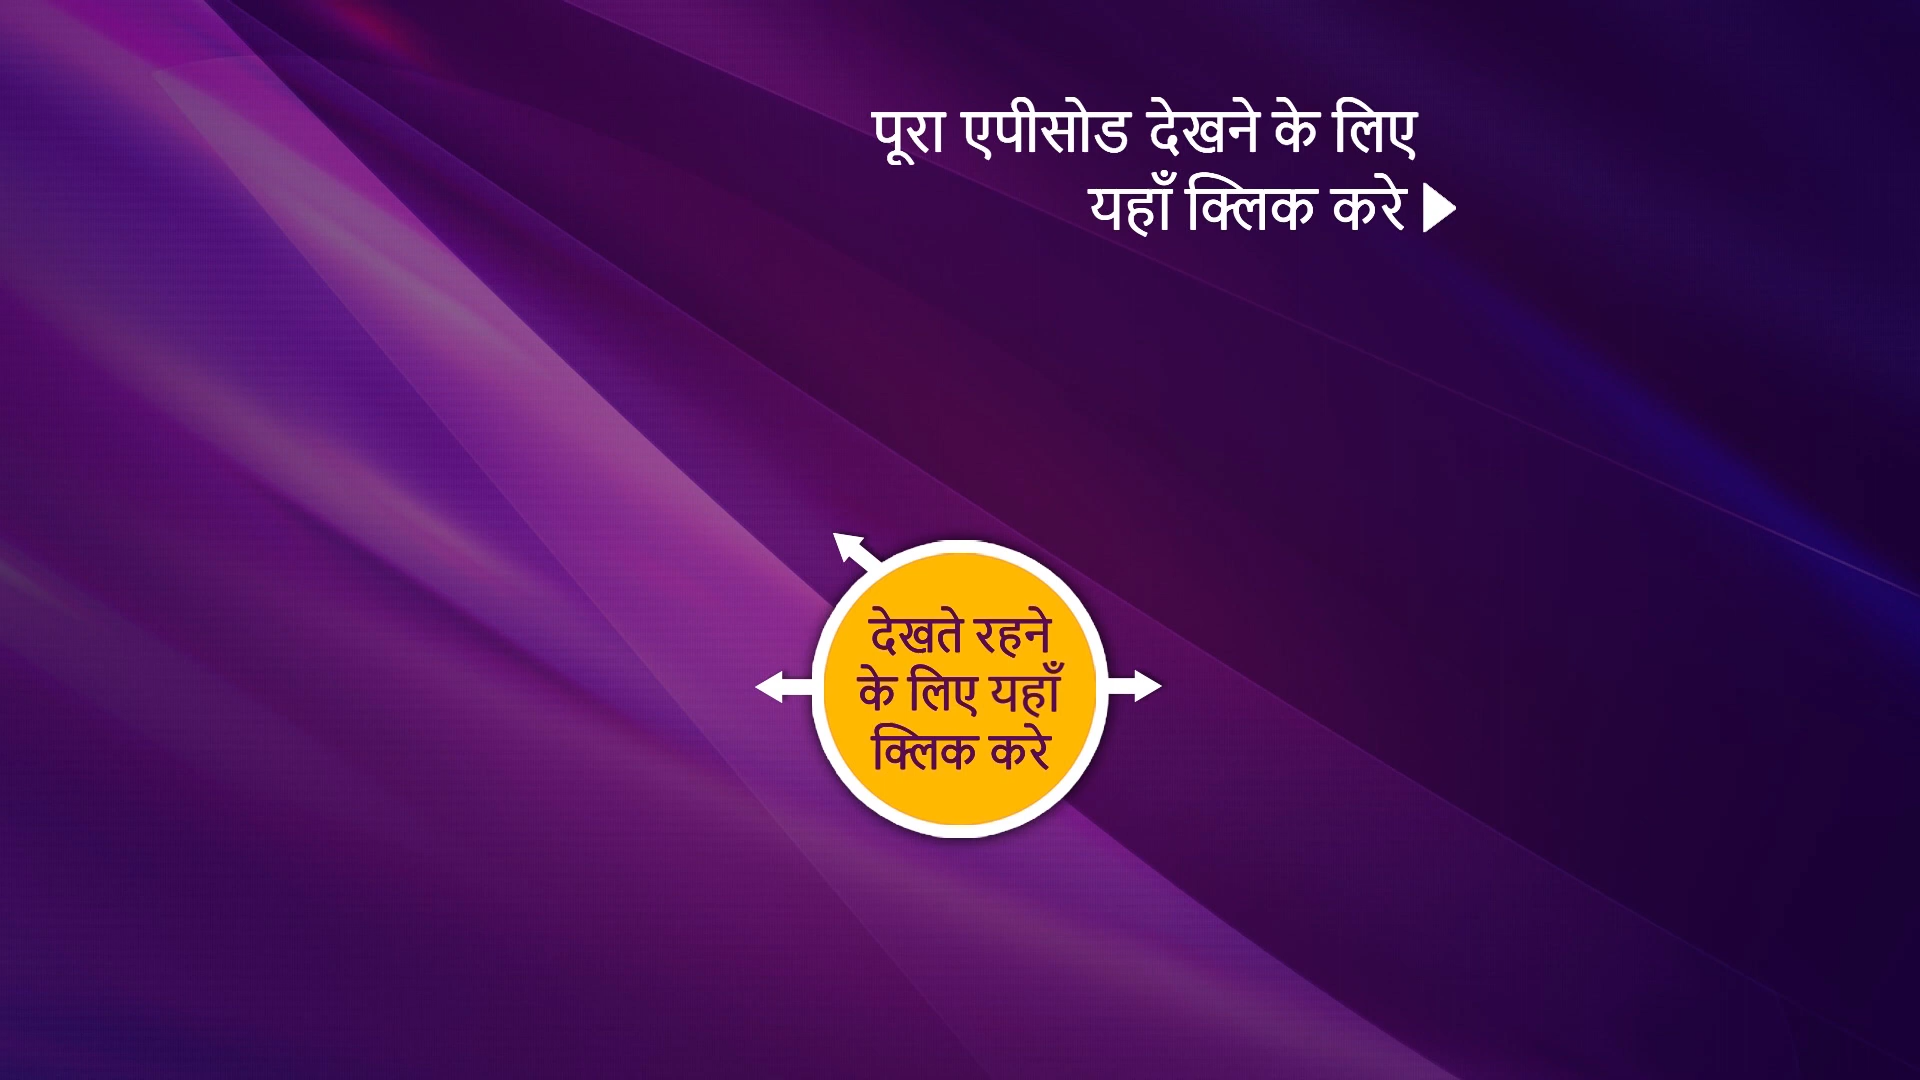 पूरा एपीसोड देखने के लिए
यहाँ क्लिक करे
देखते रहने
के लिए यहाँ
क्लिक करे